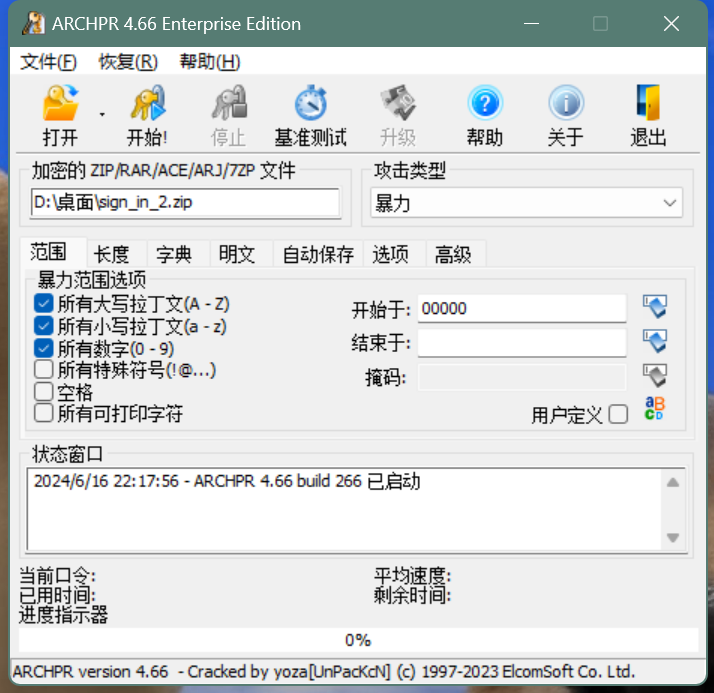 ARCHPR 4.66 Enterprise Edition
文件(F) 恢复(R) 帮助(H)
打开 开始! 停止 基准测试 升级 帮助 关于 退出
加密的 ZIP/RAR/ACE/ARJ/7ZP 文件 攻击类型
D:\桌面\sign_in_2.zip 暴力
范围 长度 字典 明文 自动保存 选项 高级
暴力范围选项
所有大写拉丁文(A - Z) 开始于: 00000
所有小写拉丁文(a - z)
所有数字(0 - 9) 结束于:
所有特殊符号(!@...) 掩码:
空格
所有可打印字符 用户定义
状态窗口
2024/6/16 22:17:56 - ARCHPR 4.66 build 266 已启动
当前口令: 平均速度:
已用时间: 剩余时间:
进度指示器
0%
ARCHPR version 4.66 - Cracked by yoza[UnPacKcN] (c) 1997-2023 ElcomSoft Co. Ltd.